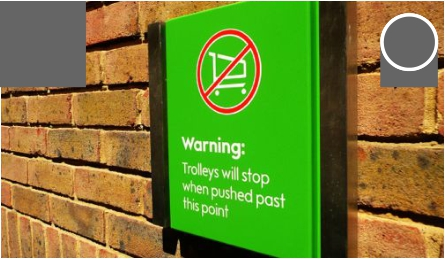 Warning:
Trolleys will stop
when pushed past
this point